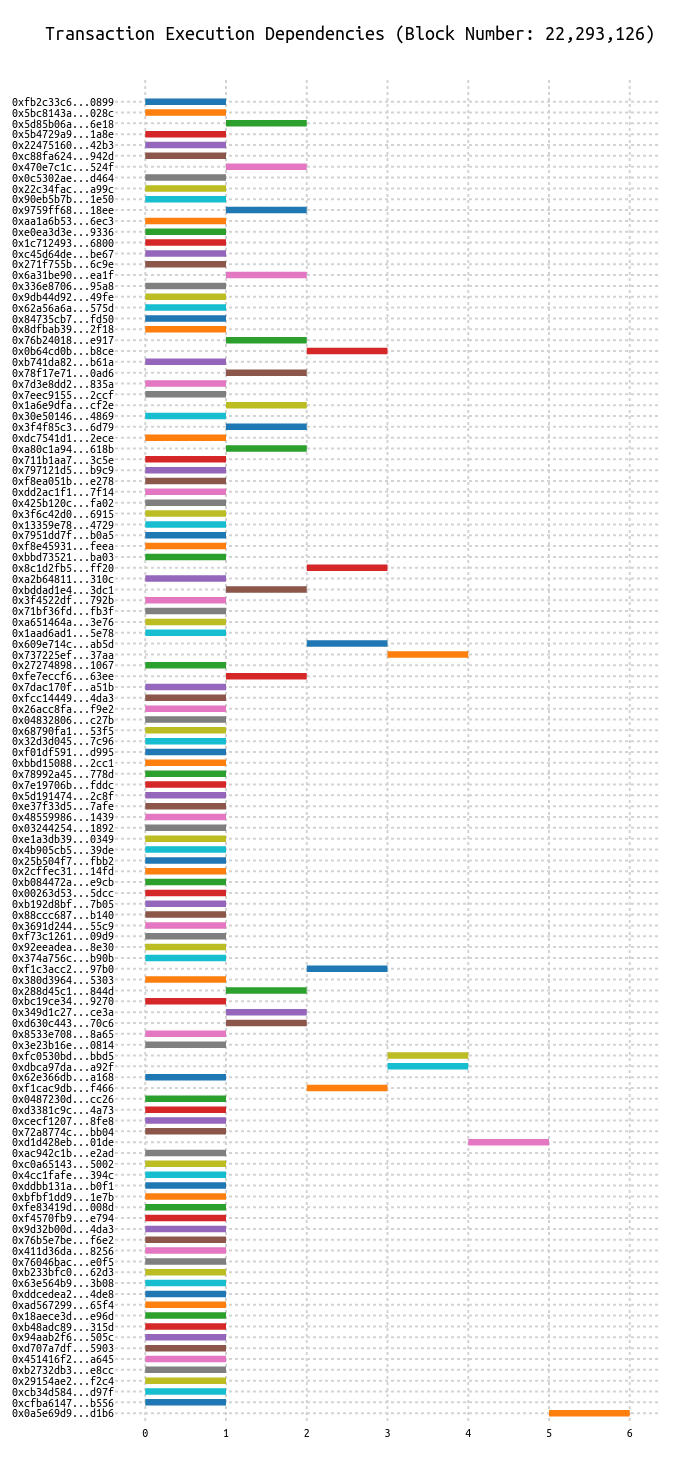 Transaction Execution Dependencies (Block Number: 22,293,126)
0xfb2c33c6...0899
0x5bc8143a...028c
0x5d85b06a...6e18
0x5b4729a9...1a8e
0x22475160...42b3
0xc88fa624...942d
0x470e7c1c...524f
0x0c5302ae...d464
0x22c34fac...a99c
0x90eb5b7b...1e50
0x9759ff68...18ee
0xaa1a6b53...6ec3
0xe0ea3d3e...9336
0x1c712493...6800
0xc45d64de...be67
0x271f755b...6c9e
0x6a31be90...ea1f
0x336e8706...95a8
0x9db44d92...49fe
0x62a56a6a...575d
0x84735cb7...fd50
0x8dfbab39...2f18
0x76b24018...e917
0x0b64cd0b...b8ce
0xb741da82...b61a
0x78f17e71...0ad6
0x7d3e8dd2...835a
0x7eec9155...2ccf
0x1a6e9dfa...cf2e
0x30e50146...4869
0x3f4f85c3...6d79
0xdc7541d1...2ece
0xa80c1a94...618b
0x711b1aa7...3c5e
0x797121d5...b9c9
0xf8ea051b...e278
0xdd2ac1f1...7f14
0x425b120c...fa02
0x3f6c42d0...6915
0x13359e78...4729
0x7951dd7f...b0a5
0xf8e45931...feea
0xbbd73521...ba03
0x8c1d2fb5...ff20
0xa2b64811...310c
0xbddad1e4...3dc1
0x3f4522df...792b
0x71bf36fd...fb3f
0xa651464a...3e76
0x1aad6ad1...5e78
0x609e714c...ab5d
0x737225ef...37aa
0x27274898...1067
0xfe7eccf6...63ee
0x7dac170f...a51b
0xfcc14449...4da3
0x26acc8fa...f9e2
0x04832806...c27b
0x68790fa1...53f5
0x32d3d045...7c96
0xf01df591...d995
0xbbd15088...2cc1
0x78992a45...778d
0x7e19706b...fddc
0x5d191474...2c8f
0xe37f33d5...7afe
0x48559986...1439
0x03244254...1892
0xe1a3db39...0349
0x4b905cb5...39de
0x25b504f7...fbb2
0x2cffec31...14fd
0xb084472a...e9cb
0x00263d53...5dcc
0xb192d8bf...7b05
0x88ccc687...b140
0x3691d244...55c9
0xf73c1261...09d9
0x92eeadea...8e30
0x374a756c...b90b
0xf1c3acc2...97b0
0x380d3964...5303
0x288d45c1...844d
0xbc19ce34...9270
0x349d1c27...ce3a
0xd630c443...70c6
0x8533e708...8a65
0x3e23b16e...0814
0xfc0530bd...bbd5
0xdbca97da...a92f
0x62e366db...a168
0xf1cac9db...f466
0x0487230d...cc26
0xd3381c9c...4a73
0xcecf1207...8fe8
0x72a8774c...bb04
0xd1d428eb...01de
0xac942c1b...e2ad
0xc0a65143...5002
0x4cc1fafe...394c
0xddbb131a...b0f1
0xbfbf1dd9...1e7b
0xfe83419d...008d
0xf4570fb9...e794
0x9d32b00d...4da3
0x76b5e7be...f6e2
0x411d36da...8256
0x76046bac...e0f5
0xb233bfc0...62d3
0x63e564b9...3b08
0xddcedea2...4de8
0xad567299...65f4
0x18aece3d...e96d
0xb48adc89...315d
0x94aab2f6...505c
0xd707a7df...5903
0x451416f2...a645
0xb2732db3...e8cc
0x29154ae2...f2c4
0xcb34d584...d97f
0xcfba6147...b556
0x0a5e69d9...d1b6
0 1 2 3 4 5 6